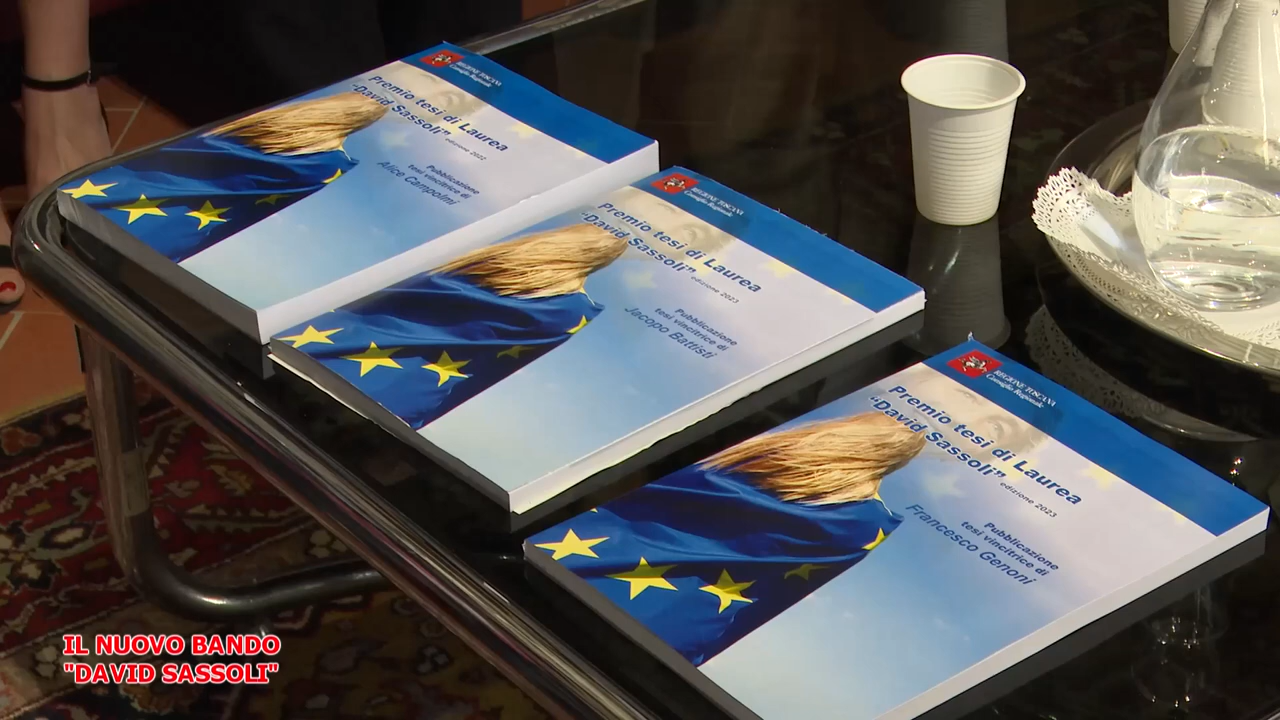 REGIONE TOSCANA
Consiglio Regionale
Premio tesi di Laurea
"David Sassoli" edizione 2022
Pubblicazione
tesi vincitrice di
Alice Campolmi
REGIONE TOSCANA
Consiglio Regionale
Premio tesi di Laurea
"David Sassoli" edizione 2023
Pubblicazione
tesi vincitrice di
Jacopo Battisti
REGIONE TOSCANA
Consiglio Regionale
Premio tesi di Laurea
"David Sassoli" edizione 2023
Pubblicazione
tesi vincitrice di
Francesco Genoni
IL NUOVO BANDO
"DAVID SASSOLI"